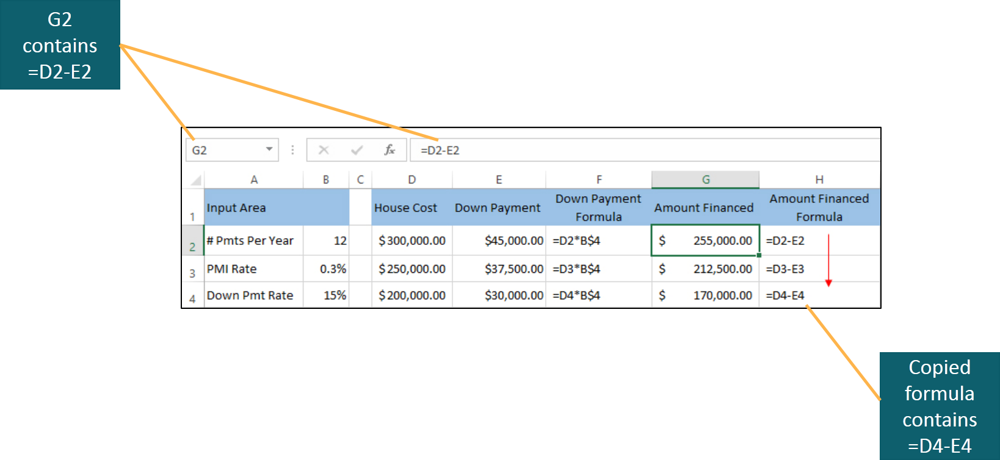 G2
contains
=D2-E2
G2 fx =D2-E2
A B C D E F G H
1 Input Area House Cost Down Payment Down Payment Formula Amount Financed Amount Financed Formula
2 # Pmts Per Year 12 $300,000.00 $45,000.00 =D2*B$4 $ 255,000.00 =D2-E2
3 PMI Rate 0.3% $250,000.00 $37,500.00 =D3*B$4 $ 212,500.00 =D3-E3
4 Down Pmt Rate 15% $200,000.00 $30,000.00 =D4*B$4 $ 170,000.00 =D4-E4
Copied
formula
contains
=D4-E4